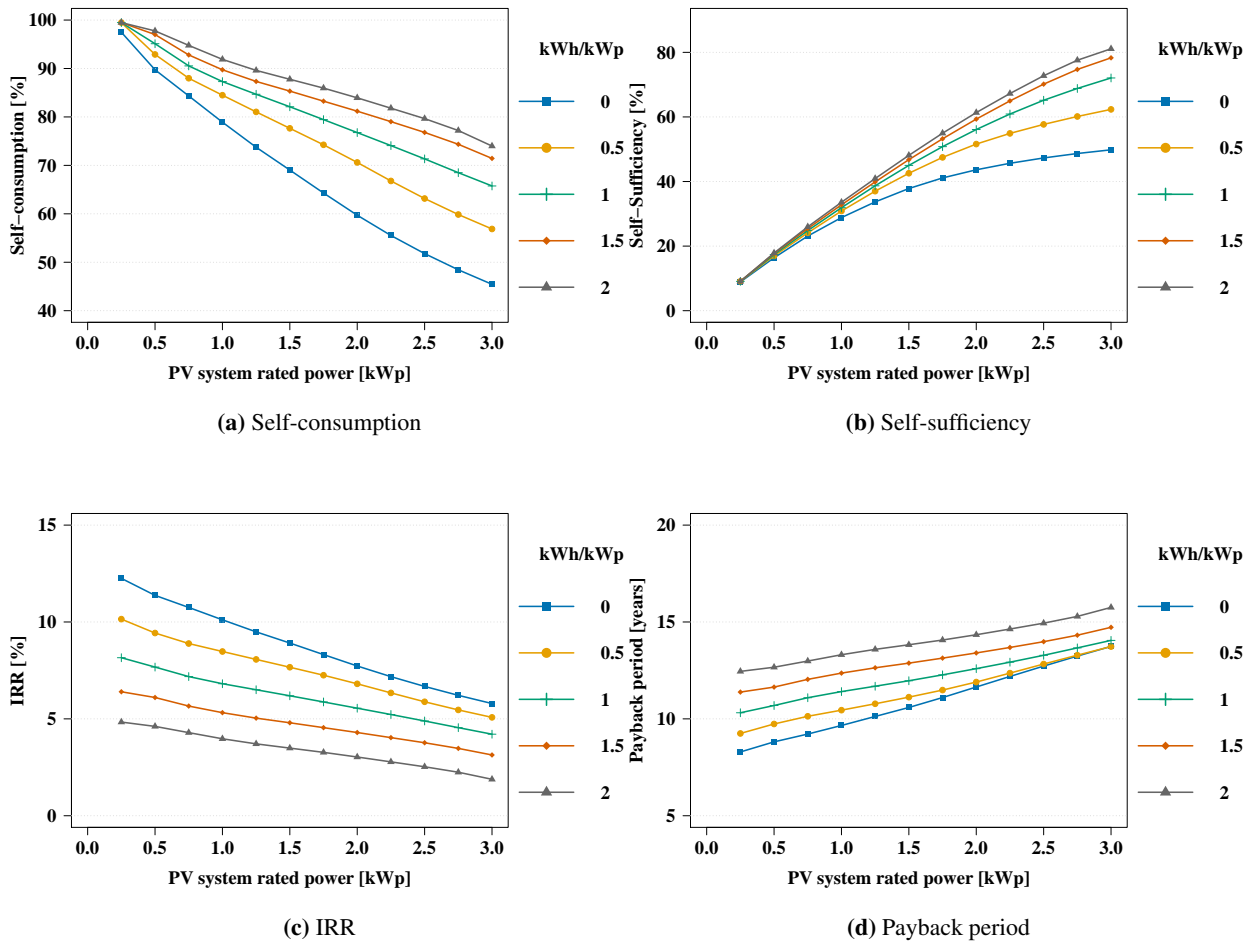 100
90
80
70
60
50
40
Self−consumption [%]
0.0 0.5 1.0 1.5 2.0 2.5 3.0
PV system rated power [kWp]
kWh/kWp
0
0.5
1
1.5
2
(a) Self-consumption
80
60
40
20
0
Self−Sufficiency [%]
0.0 0.5 1.0 1.5 2.0 2.5 3.0
PV system rated power [kWp]
kWh/kWp
0
0.5
1
1.5
2
(b) Self-sufficiency
15
10
5
0
IRR [%]
0.0 0.5 1.0 1.5 2.0 2.5 3.0
PV system rated power [kWp]
kWh/kWp
0
0.5
1
1.5
2
(c) IRR
20
15
10
5
Payback period [years]
0.0 0.5 1.0 1.5 2.0 2.5 3.0
PV system rated power [kWp]
kWh/kWp
0
0.5
1
1.5
2
(d) Payback period